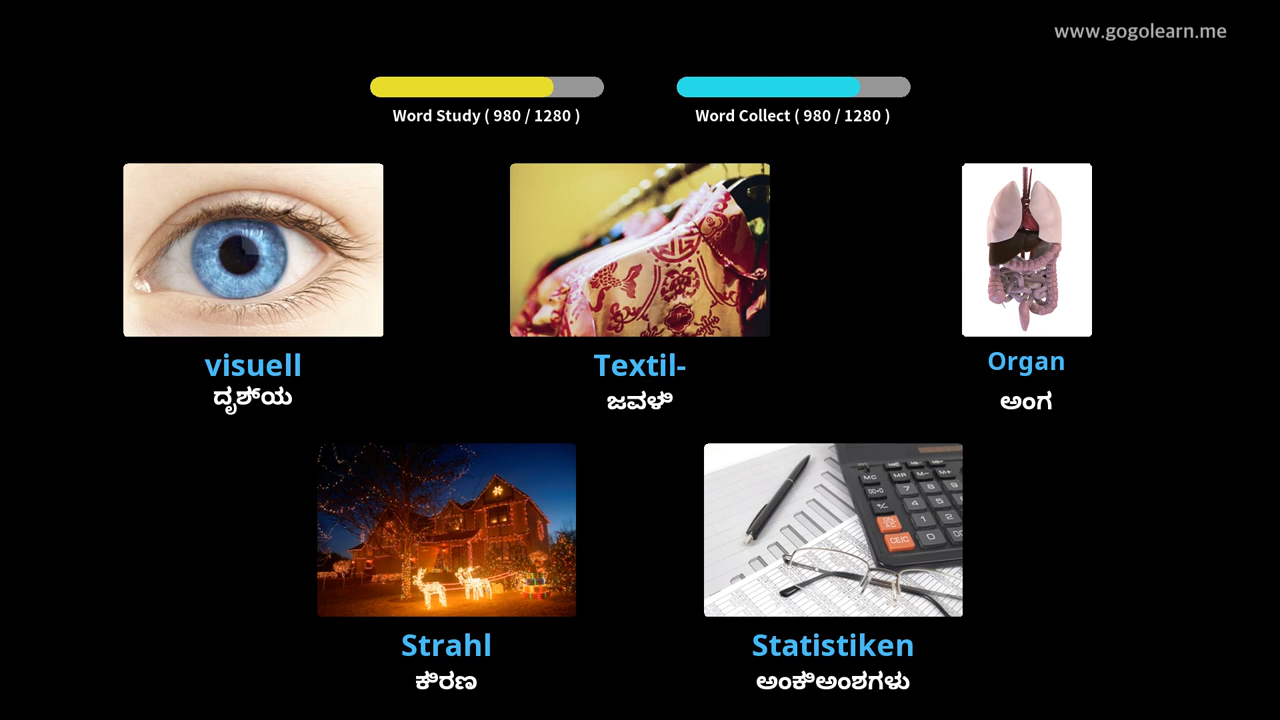 www.gogolearn.me
Word Study ( 980 / 1280 )
Word Collect ( 980 / 1280 )
visuell
ದೃಶ್ಯ
Textil-
ಜವಳಿ
Organ
ಅಂಗ
Strahl
ಕಿರಣ
Statistiken
ಅಂಕಿಅಂಶಗಳು